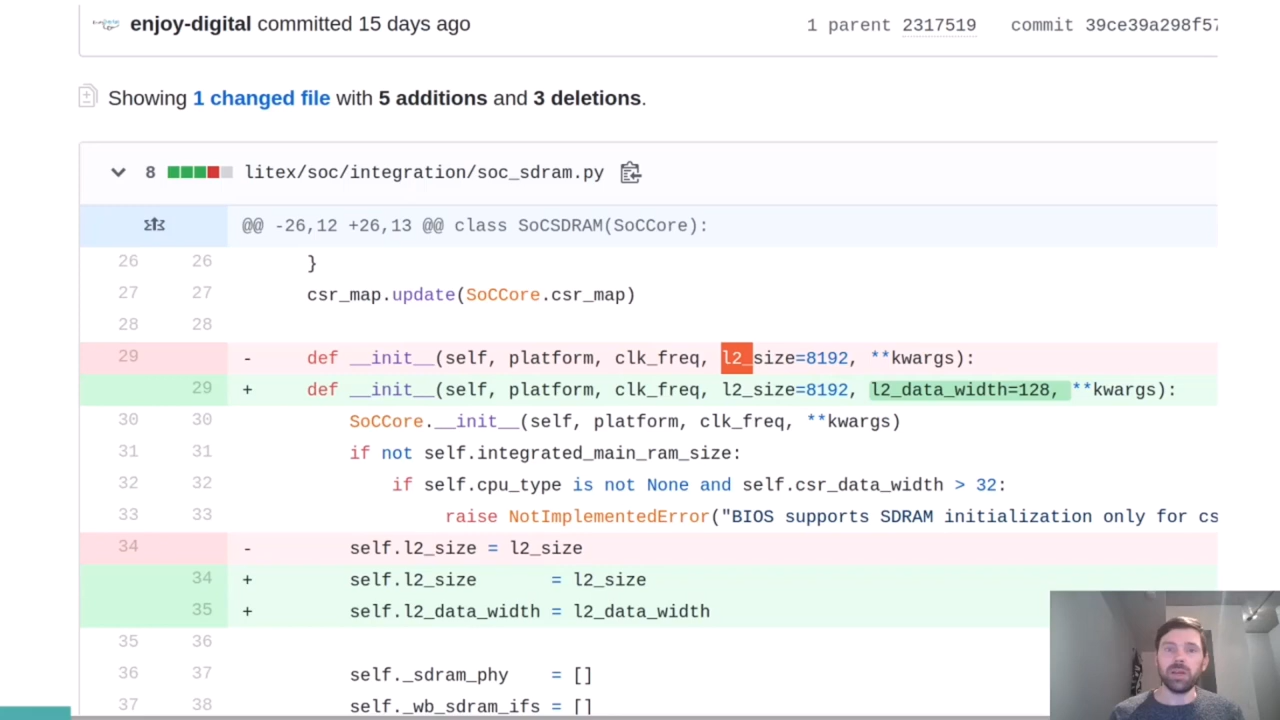 enjoy-digital committed 15 days ago 1 parent 2317519 commit 39ce39a298f57
Showing 1 changed file with 5 additions and 3 deletions.
8 litex/soc/integration/soc_sdram.py
@@ -26,12 +26,13 @@ class SoCSDRAM(SoCCore):
26 26 }
27 27 csr_map.update(SoCCore.csr_map)
28 28
29 - def __init__(self, platform, clk_freq, l2_size=8192, **kwargs):
29 + def __init__(self, platform, clk_freq, l2_size=8192, l2_data_width=128, **kwargs):
30 30 SoCCore.__init__(self, platform, clk_freq, **kwargs)
31 31 if not self.integrated_main_ram_size:
32 32 if self.cpu_type is not None and self.csr_data_width > 32:
33 33 raise NotImplementedError("BIOS supports SDRAM initialization only for cs
34 - self.l2_size = l2_size
34 + self.l2_size = l2_size
35 + self.l2_data_width = l2_data_width
35 36
36 37 self._sdram_phy = []
37 38 self._wb_sdram_ifs = []